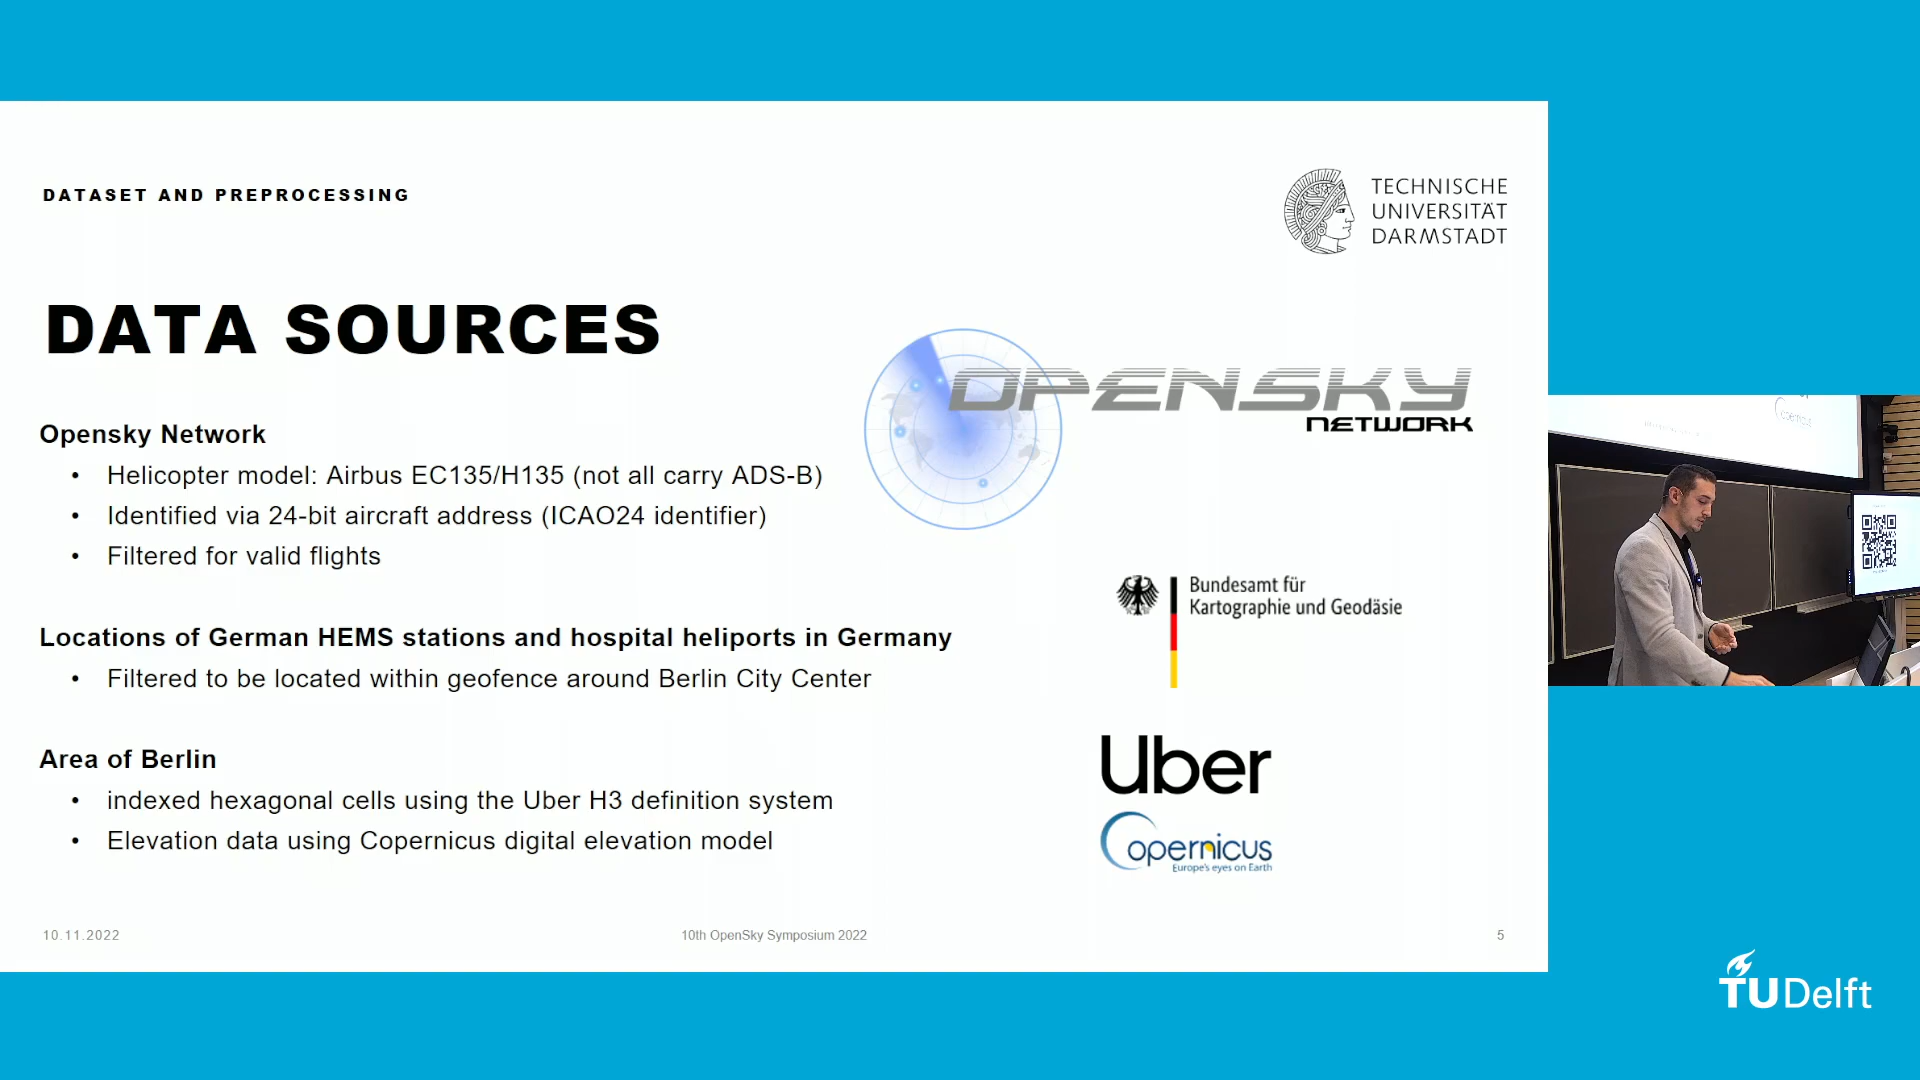 DATASET AND PREPROCESSING
TECHNISCHE
UNIVERSITÄT
DARMSTADT
DATA SOURCES
OPENSKY
NETWORK
Opensky Network
• Helicopter model: Airbus EC135/H135 (not all carry ADS-B)
• Identified via 24-bit aircraft address (ICAO24 identifier)
• Filtered for valid flights
Bundesamt für
Kartographie und Geodäsie
Locations of German HEMS stations and hospital heliports in Germany
• Filtered to be located within geofence around Berlin City Center
Uber
Area of Berlin
• indexed hexagonal cells using the Uber H3 definition system
• Elevation data using Copernicus digital elevation model
Copernicus
Europe's eyes on Earth
10.11.2022
10th OpenSky Symposium 2022
5
Copernicus
TUDelft